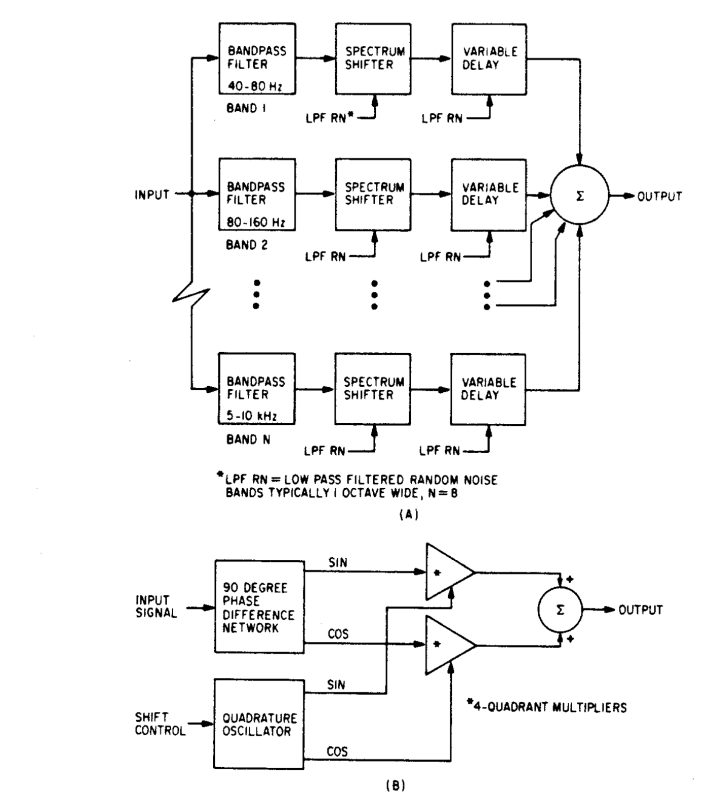 BANDPASS
FILTER
40-80 Hz
BAND 1
SPECTRUM
SHIFTER
LPF RN*
VARIABLE
DELAY
LPF RN
INPUT
BANDPASS
FILTER
80-160 Hz
BAND 2
SPECTRUM
SHIFTER
LPF RN
VARIABLE
DELAY
LPF RN
Σ
OUTPUT
BANDPASS
FILTER
5-10 kHz
BAND N
SPECTRUM
SHIFTER
LPF RN
VARIABLE
DELAY
LPF RN
*LPF RN = LOW PASS FILTERED RANDOM NOISE
BANDS TYPICALLY 1 OCTAVE WIDE, N=8
(A)
INPUT
SIGNAL
90 DEGREE
PHASE
DIFFERENCE
NETWORK
SIN
COS
*
*
Σ
+
+
OUTPUT
SHIFT
CONTROL
QUADRATURE
OSCILLATOR
SIN
COS
*4-QUADRANT MULTIPLIERS
(B)